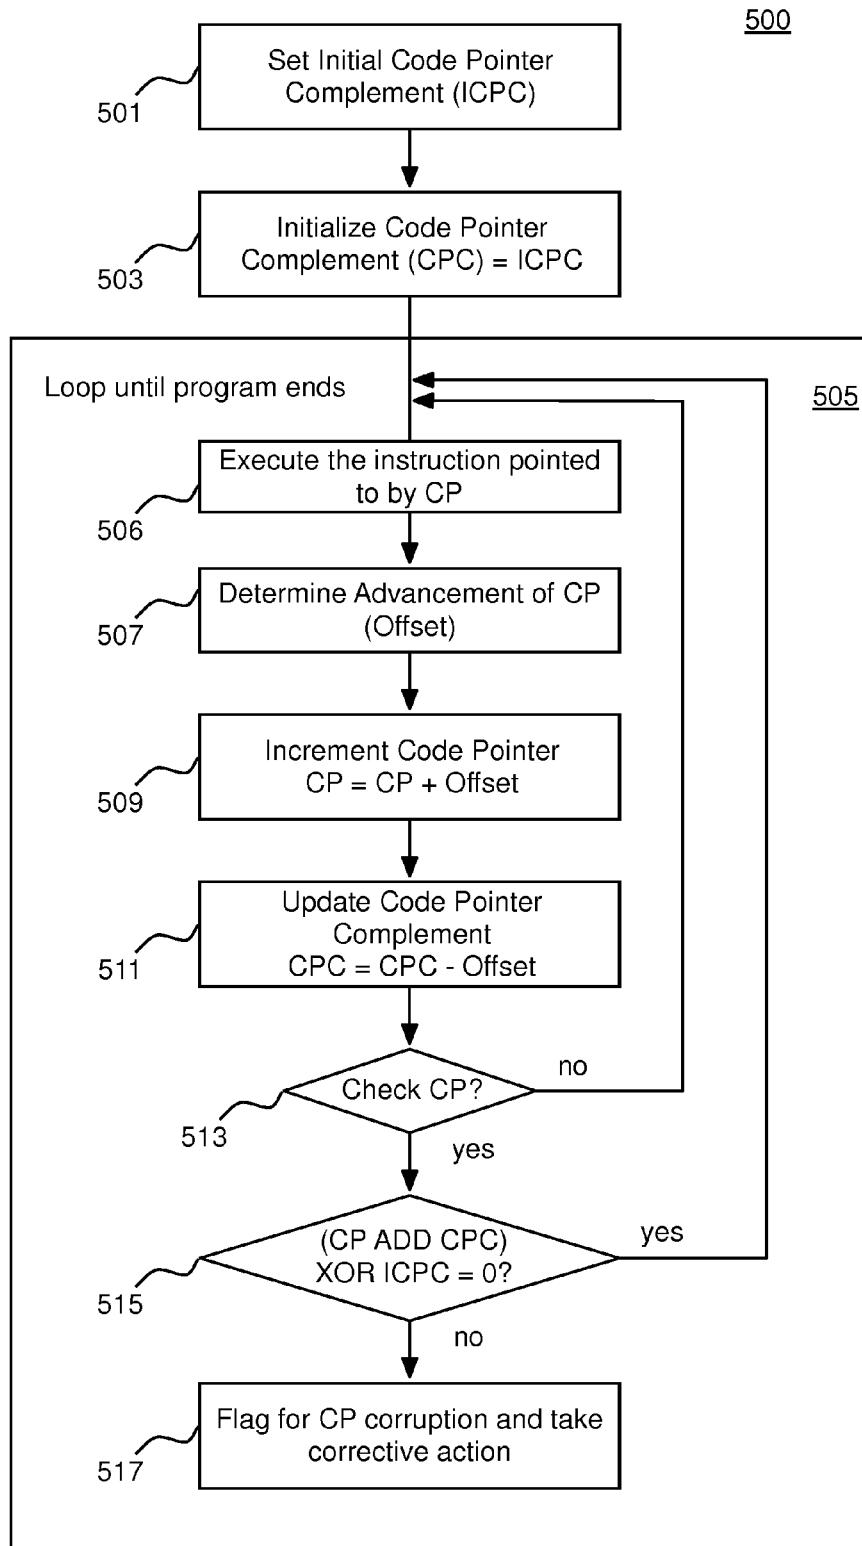 500
Set Initial Code Pointer
Complement (ICPC)
501
Initialize Code Pointer
Complement (CPC) = ICPC
503
Loop until program ends
505
Execute the instruction pointed
to by CP
506
Determine Advancement of CP
(Offset)
507
Increment Code Pointer
CP = CP + Offset
509
Update Code Pointer
Complement
CPC = CPC - Offset
511
Check CP?
no
513
yes
(CP ADD CPC)
XOR ICPC = 0?
yes
515
no
Flag for CP corruption and take
corrective action
517